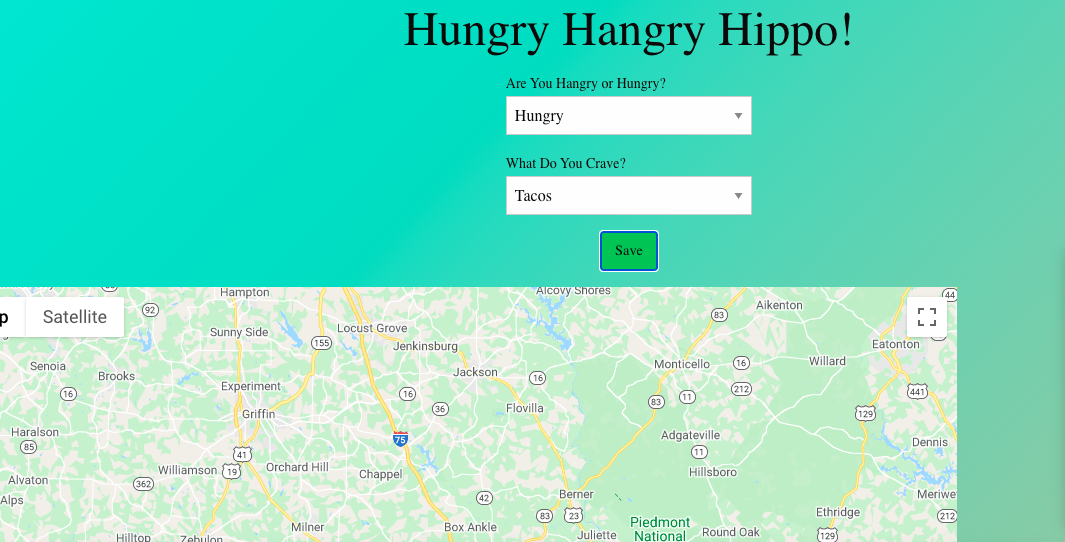 Hungry Hangry Hippo!
Are You Hangry or Hungry?
Hungry
What Do You Crave?
Tacos
Save
Hampton
Alcovy Shores
44
p
Satellite
92
Aikenton
83
Sunny Side
Locust Grove
155
Jenkinsburg
Eatonton
Senoia
Brooks
Jackson
Monticello
16
Willard
16
Experiment
16
16
212
441
36
Flovilla
83
11
129
Griffin
Haralson
75
Adgateville
Dennis
85
41
11
Williamson
19
Orchard Hill
Chappel
Hillsboro
Alvaton
362
42
Berner
Meriwe
Alps
83
23
Ethridge
212
Milner
Box Ankle
Piedmont
National
Round Oak
129
Hilltop
Zebulon
Juliette